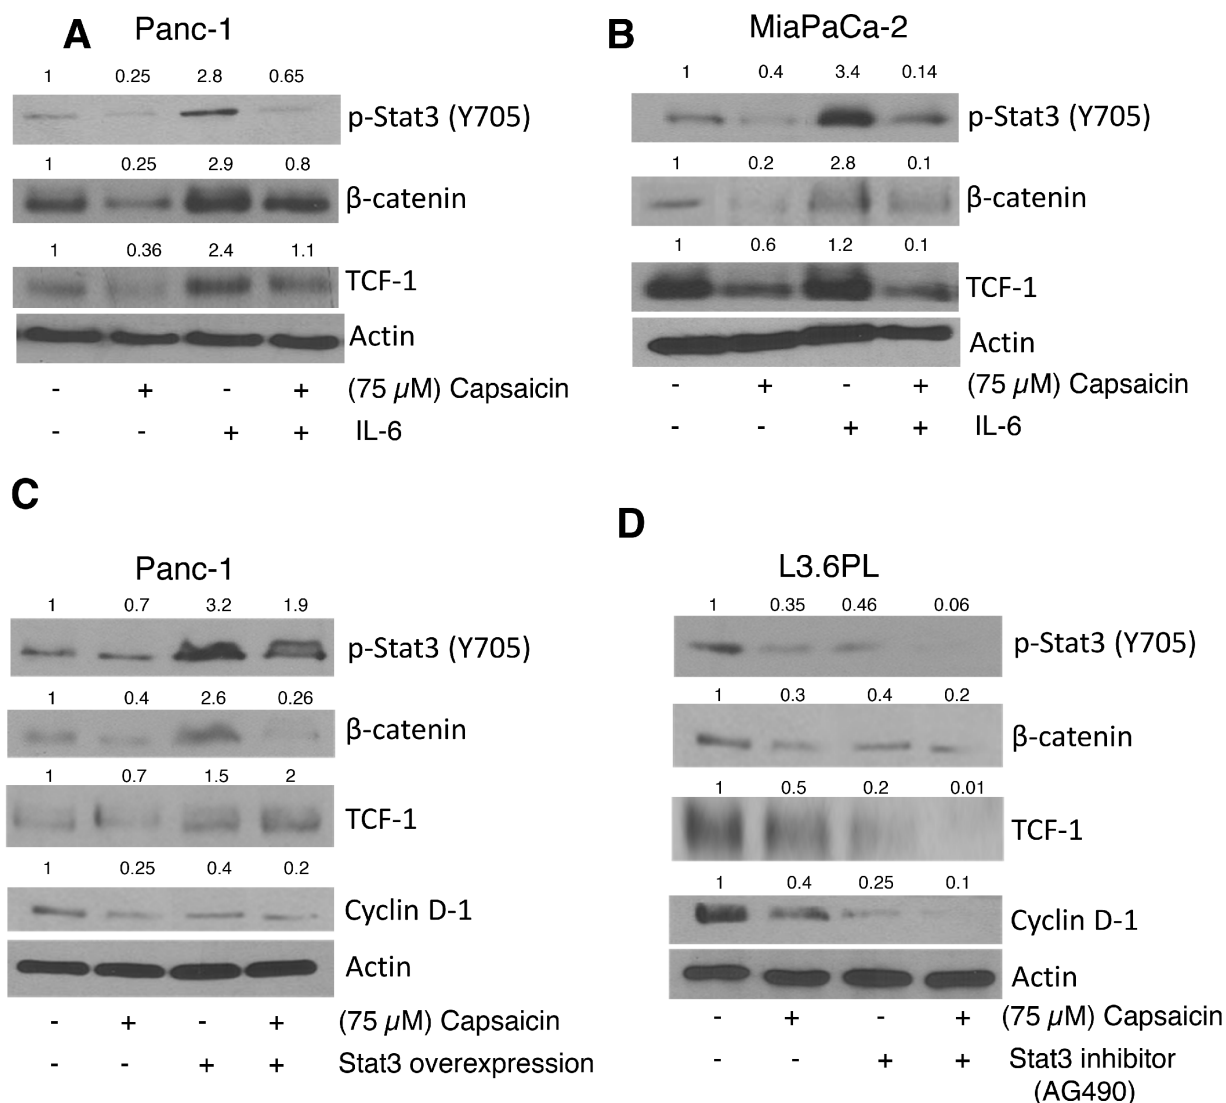 A Panc-1
1 0.25 2.8 0.65
p-Stat3 (Y705)
1 0.25 2.9 0.8
β-catenin
1 0.36 2.4 1.1
TCF-1
Actin
- + - + (75 µM) Capsaicin
- - + + IL-6
B MiaPaCa-2
1 0.4 3.4 0.14
p-Stat3 (Y705)
1 0.2 2.8 0.1
β-catenin
1 0.6 1.2 0.1
TCF-1
Actin
- + - + (75 µM) Capsaicin
- - + + IL-6
C
Panc-1
1 0.7 3.2 1.9
p-Stat3 (Y705)
1 0.4 2.6 0.26
β-catenin
1 0.7 1.5 2
TCF-1
1 0.25 0.4 0.2
Cyclin D-1
Actin
- + - + (75 µM) Capsaicin
- - + + Stat3 overexpression
D
L3.6PL
1 0.35 0.46 0.06
p-Stat3 (Y705)
1 0.3 0.4 0.2
β-catenin
1 0.5 0.2 0.01
TCF-1
1 0.4 0.25 0.1
Cyclin D-1
Actin
- + - + (75 µM) Capsaicin
- - + + Stat3 inhibitor
(AG490)